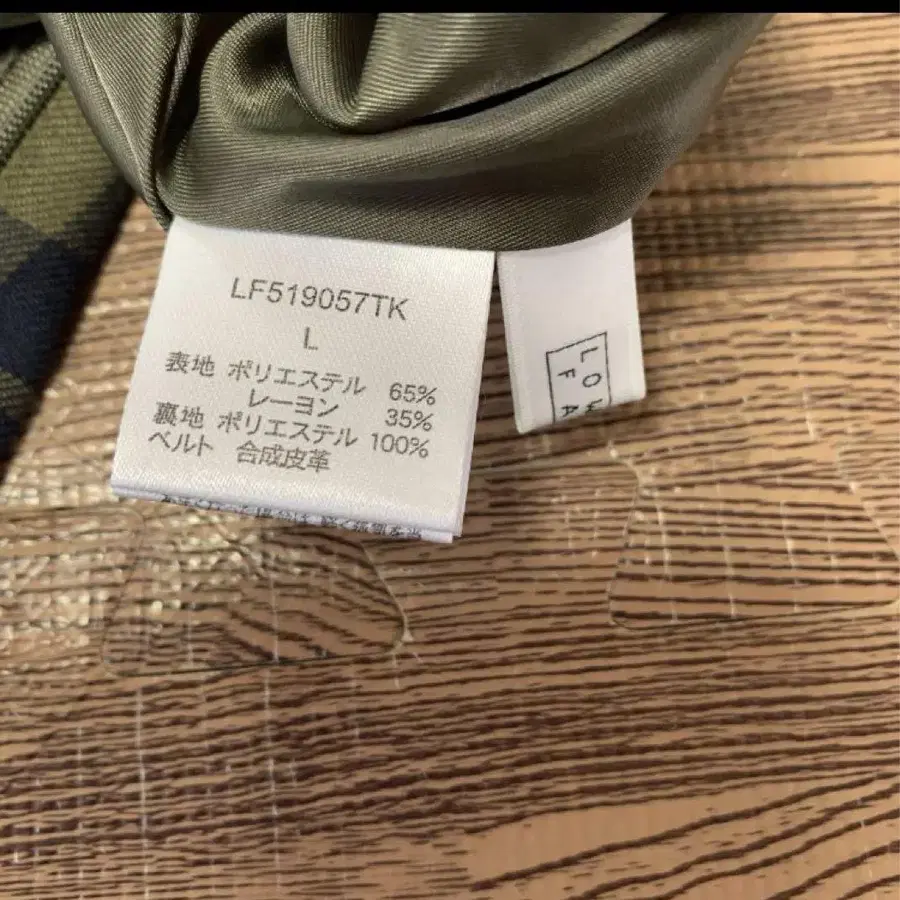 LF519057TK
L
表地 ポリエステル 65%
レーヨン 35%
裏地 ポリエステル 100%
ベルト 合成皮革
L O
F A